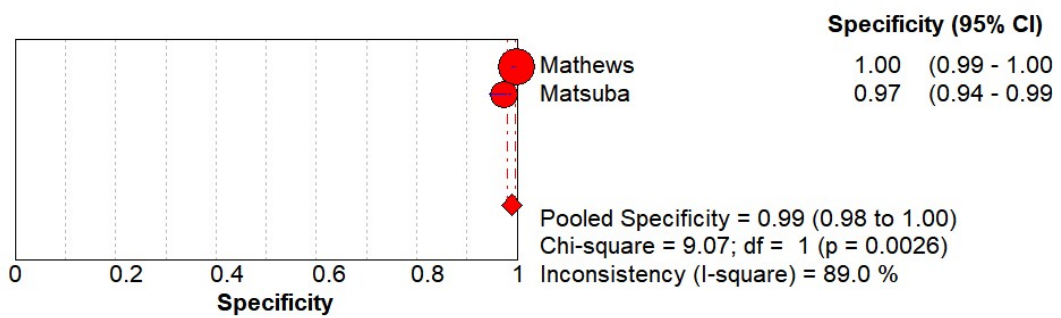 Specificity (95% CI)
Mathews 1.00 (0.99 - 1.00
Matsuba 0.97 (0.94 - 0.99
Pooled Specificity = 0.99 (0.98 to 1.00)
Chi-square = 9.07; df = 1 (p = 0.0026)
Inconsistency (I-square) = 89.0 %
0 0.2 0.4 0.6 0.8 1
Specificity